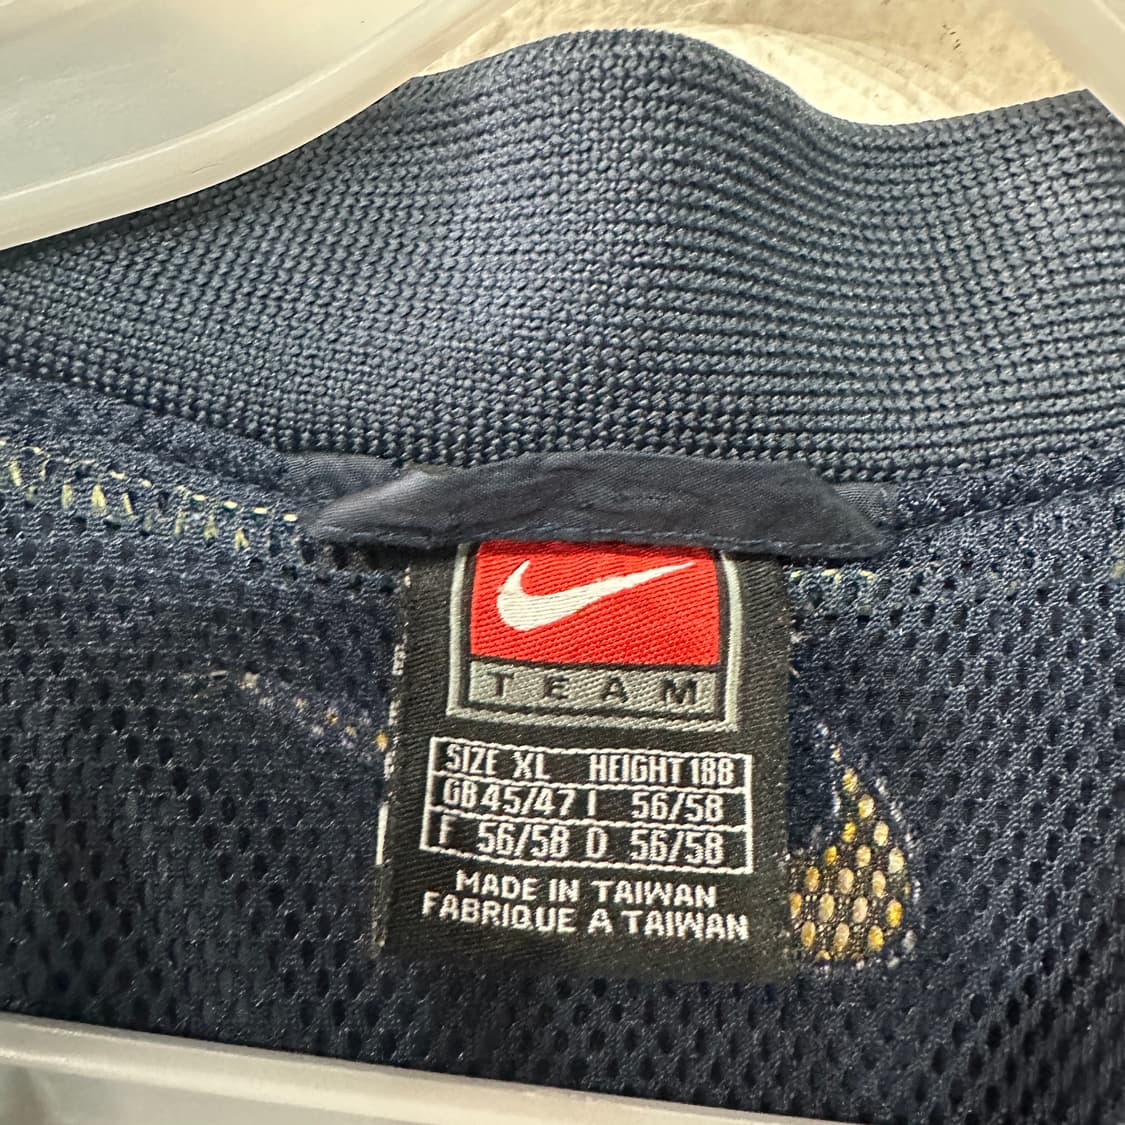 TEAM
SIZE XL HEIGHT 188
GB 45/47 I 56/58
F 56/58 D 56/58
MADE IN TAIWAN
FABRIQUE A TAIWAN